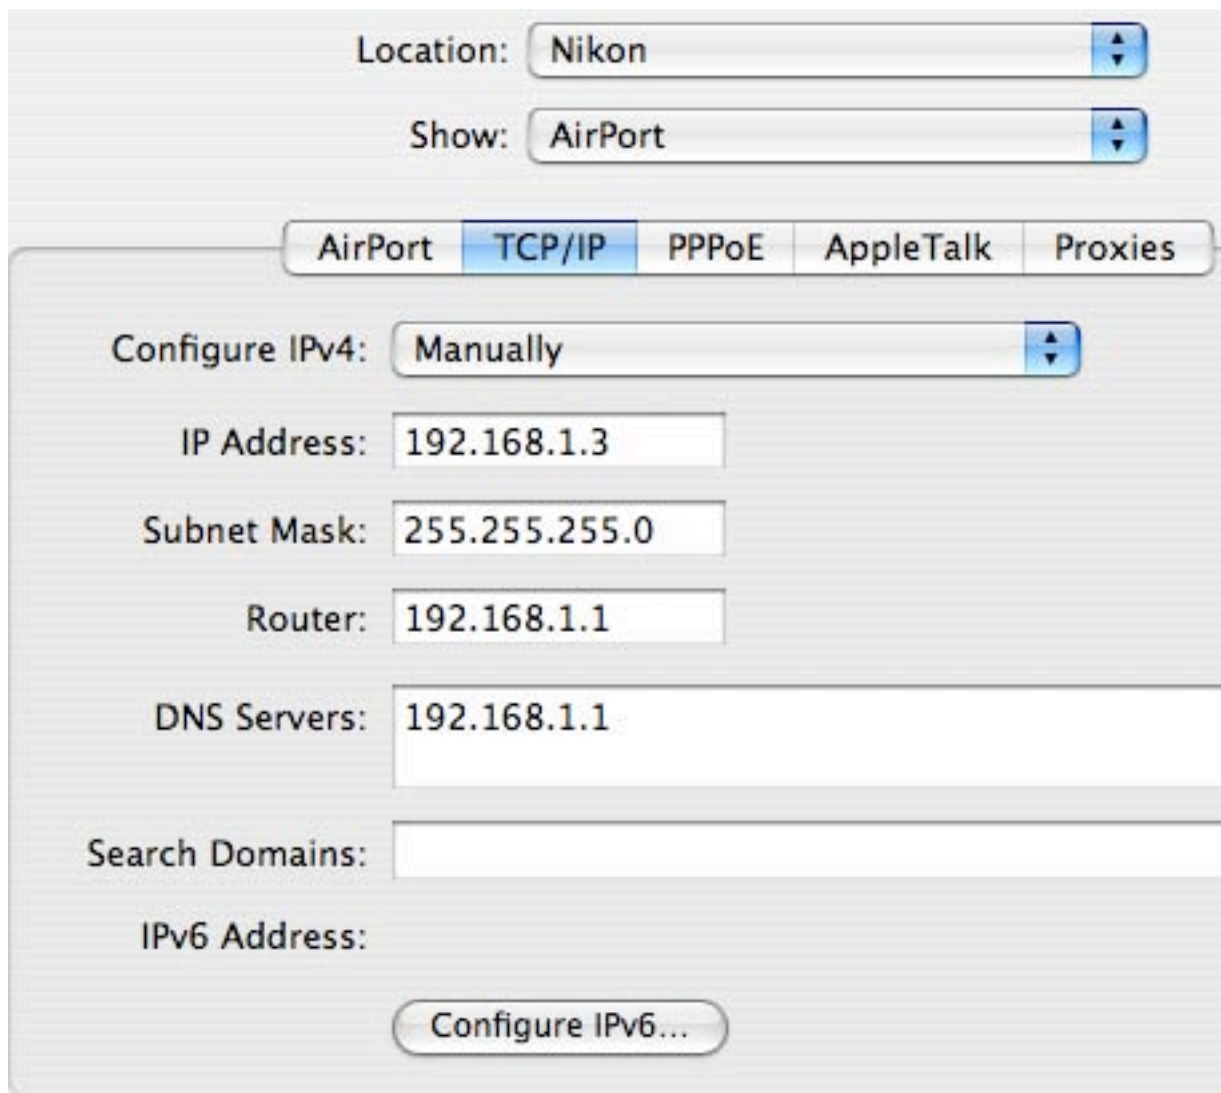 Location: Nikon
Show: AirPort
AirPort TCP/IP PPPoE AppleTalk Proxies
Configure IPv4: Manually
IP Address: 192.168.1.3
Subnet Mask: 255.255.255.0
Router: 192.168.1.1
DNS Servers: 192.168.1.1
Search Domains:
IPv6 Address:
Configure IPv6...